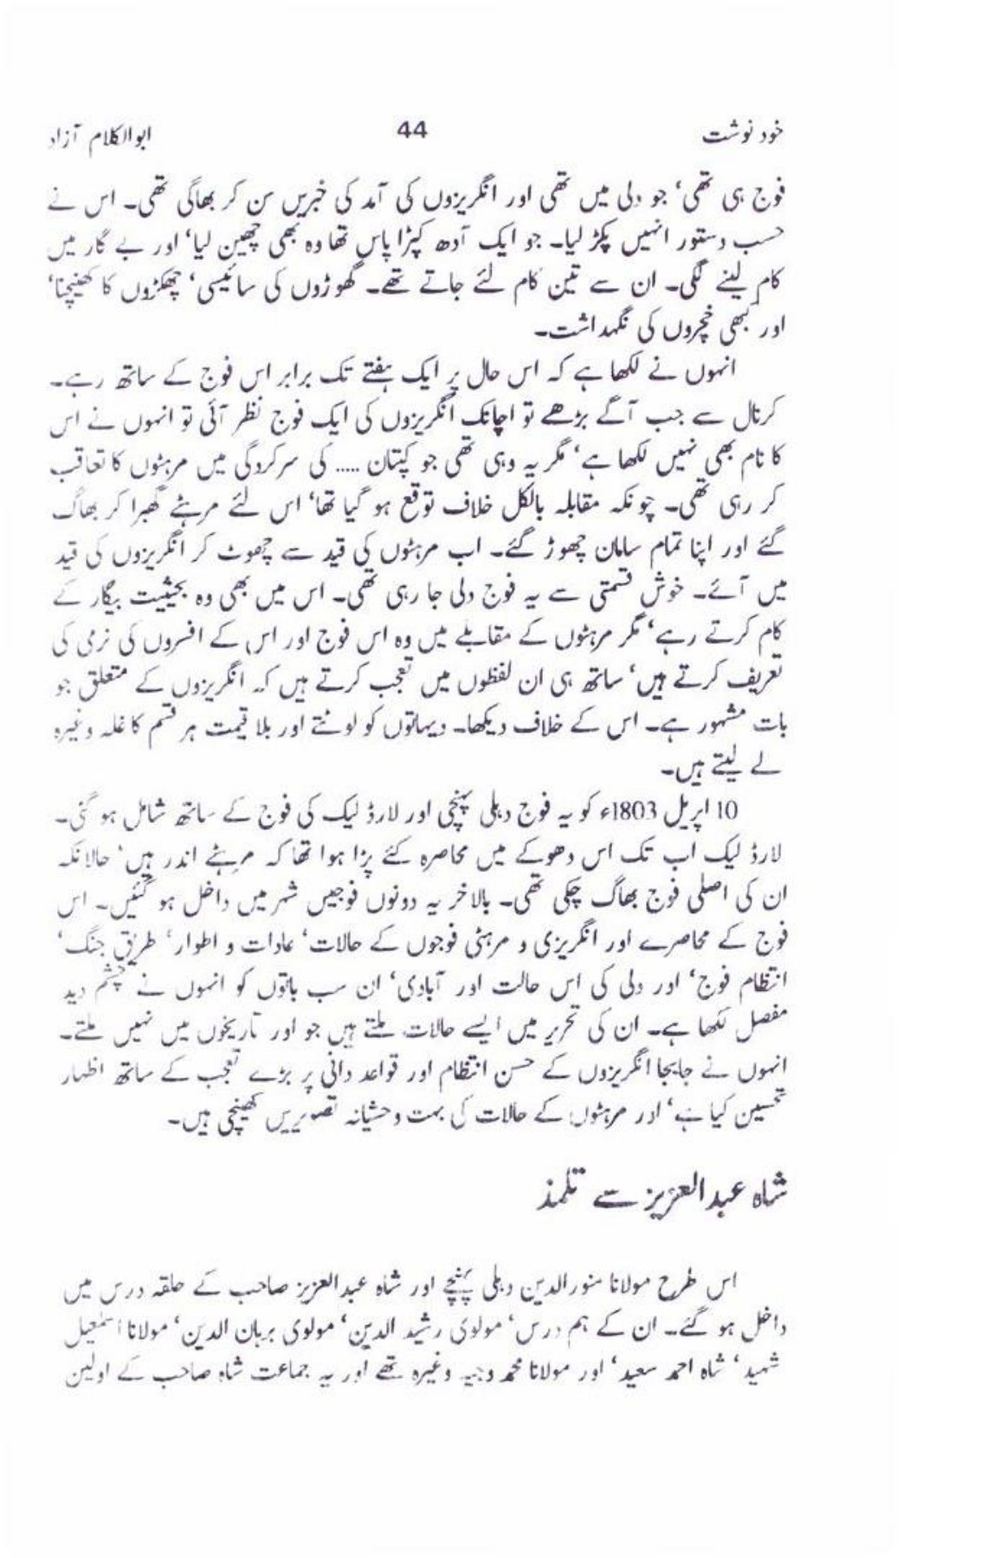 خود نوشت 44 ابوالکلام آزاد
فوج ہی تھی‘ جو دلی میں تھی اور انگریزوں کی آمد کی خبریں سن کر بھاگی تھی۔ اس نے
حسب دستور انہیں پکڑ لیا۔ جو ایک آدھ کپڑا پاس تھا وہ بھی چھین لیا‘ اور بے گار میں
کام لینے لگی۔ ان سے تین کام لئے جاتے تھے۔ گھوڑوں کی سائیسی‘ چھکڑوں کا کھینچنا‘
اور کبھی خچروں کی نگہداشت۔
انہوں نے لکھا ہے کہ اس حال پر ایک ہفتے تک برابر اس فوج کے ساتھ رہے۔
کرنال سے جب آگے بڑھے تو اچانک انگریزوں کی ایک فوج نظر آئی تو انہوں نے اس
کا نام بھی نہیں لکھا ہے‘ مگر یہ وہی تھی جو کپتان ..... کی سرکردگی میں مرہٹوں کا تعاقب
کر رہی تھی۔ چونکہ مقابلہ بالکل خلاف توقع ہو گیا تھا‘ اس لئے مرہٹے گھبرا کر بھاگ
گئے اور اپنا تمام سامان چھوڑ گئے۔ اب مرہٹوں کی قید سے چھوٹ کر انگریزوں کی قید
میں آئے۔ خوش قسمتی سے یہ فوج دلی جا رہی تھی۔ اس میں بھی وہ بحیثیت بیگار کے
کام کرتے رہے‘ مگر مرہٹوں کے مقابلے میں وہ اس فوج اور اس کے افسروں کی نرمی کی
تعریف کرتے ہیں‘ ساتھ ہی ان لفظوں میں تعجب کرتے ہیں کہ انگریزوں کے متعلق جو
بات مشہور ہے۔ اس کے خلاف دیکھا۔ دیہاتوں کو لوٹتے اور بلا قیمت ہر قسم کا غلہ وغیرہ
لے لیتے ہیں۔
10 اپریل 1803ء کو یہ فوج دہلی پہنچی اور لارڈ لیک کی فوج کے ساتھ شامل ہو گئی۔
لارڈ لیک اب تک اس دھوکے میں محاصرہ کئے پڑا ہوا تھا کہ مرہٹے اندر ہیں‘ حالانکہ
ان کی اصلی فوج بھاگ چکی تھی۔ بالاخر یہ دونوں فوجیں شہر میں داخل ہو گئیں۔ اس
فوج کے محاصرے اور انگریزی و مرہٹی فوجوں کے حالات‘ عادات و اطوار‘ طریق جنگ‘
انتظام فوج‘ اور دلی کی اس حالت اور آبادی‘ ان سب باتوں کو انہوں نے چشم دید
مفصل لکھا ہے۔ ان کی تحریر میں ایسے حالات ملتے ہیں جو اور تاریخوں میں نہیں ملتے۔
انہوں نے جابجا انگریزوں کے حسن انتظام اور قواعد دانی پر بڑے تعجب کے ساتھ اظہار
تحسین کیا ہے‘ اور مرہٹوں کے حالات کی بہت وحشیانہ تصویریں کھینچی ہیں۔
شاہ عبدالعزیز سے تلمذ
اس طرح مولانا منورالدین دہلی پہنچے اور شاہ عبدالعزیز صاحب کے حلقہ درس میں
داخل ہو گئے۔ ان کے ہم درس‘ مولوی رشید الدین‘ مولوی برہان الدین‘ مولانا اسمٰعیل
شہید‘ شاہ احمد سعید‘ اور مولانا محمد وجیہ وغیرہ تھے اور یہ جماعت شاہ صاحب کے اولین